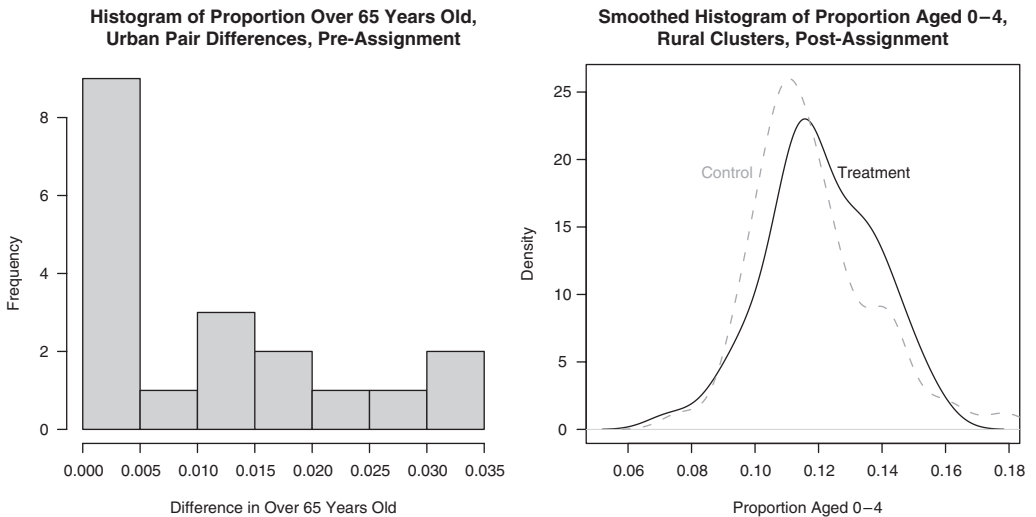 Histogram of Proportion Over 65 Years Old,
Urban Pair Differences, Pre-Assignment
Frequency
8
6
4
2
0
0.000 0.005 0.010 0.015 0.020 0.025 0.030 0.035
Difference in Over 65 Years Old
Smoothed Histogram of Proportion Aged 0–4,
Rural Clusters, Post-Assignment
Density
25
20
15
10
5
0
Control
Treatment
0.06 0.08 0.10 0.12 0.14 0.16 0.18
Proportion Aged 0–4